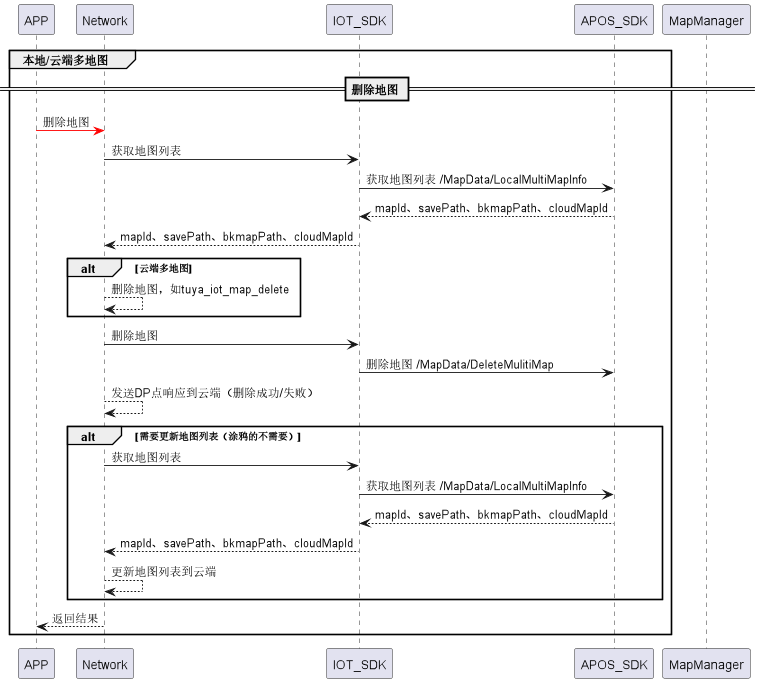 APP Network IOT_SDK APOS_SDK MapManager
本地/云端多地图
删除地图
删除地图
获取地图列表
获取地图列表 /MapData/LocalMultiMapInfo
mapId、savePath、bkmapPath、cloudMapId
mapId、savePath、bkmapPath、cloudMapId
alt [云端多地图]
删除地图，如tuya_iot_map_delete
删除地图
删除地图 /MapData/DeleteMulitiMap
发送DP点响应到云端（删除成功/失败）
alt [需要更新地图列表（涂鸦的不需要）]
获取地图列表
获取地图列表 /MapData/LocalMultiMapInfo
mapId、savePath、bkmapPath、cloudMapId
mapId、savePath、bkmapPath、cloudMapId
更新地图列表到云端
返回结果
APP Network IOT_SDK APOS_SDK MapManager